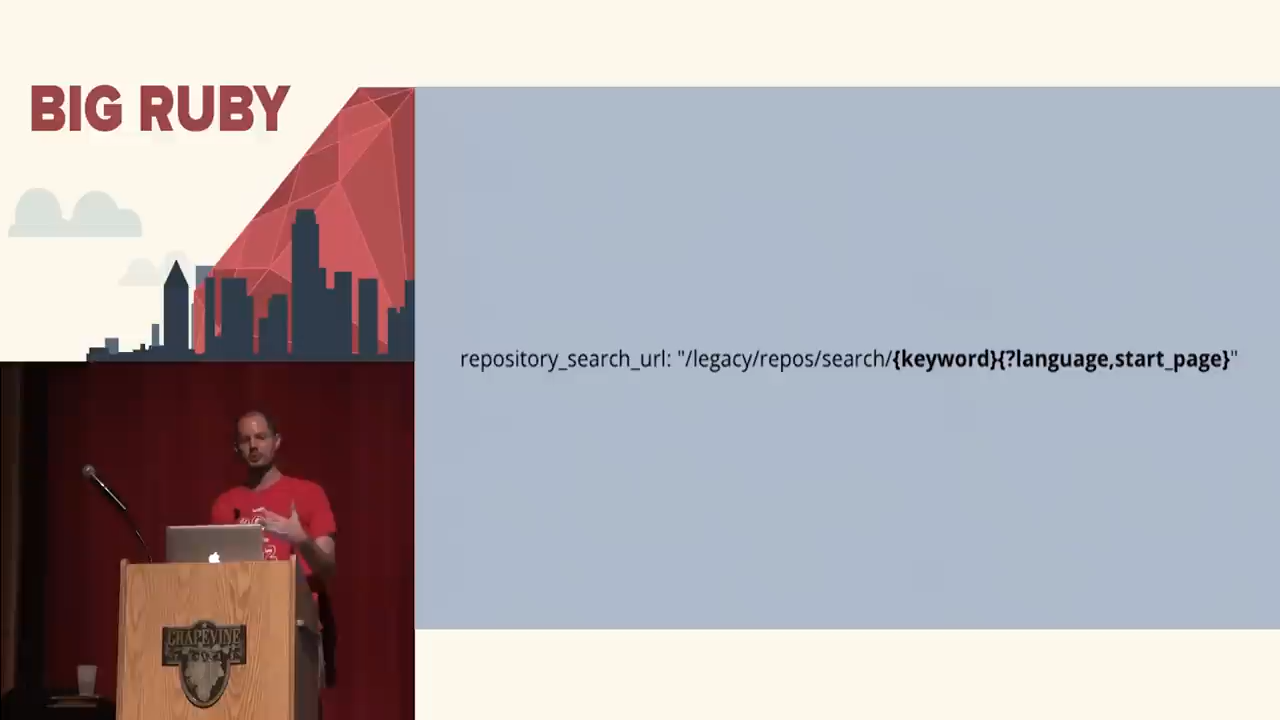 BIG RUBY
repository_search_url: "/legacy/repos/search/{keyword}{?language,start_page}"
GRAPEVINE